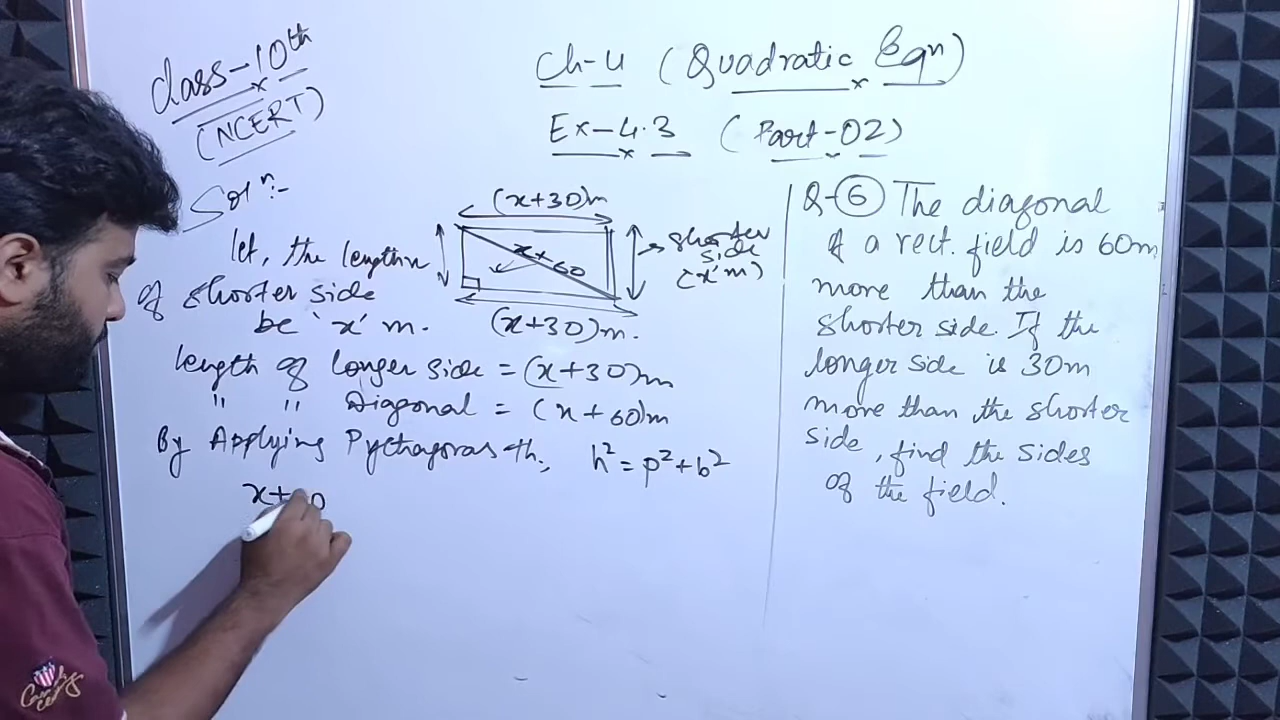 Class-10th
(NCERT)
Ch-4 (Quadratic Eqn)
Ex-4.3 (Part-02)
Soln:-
(x+30)m
let, the length
of shorter side
be 'x' m.
x
x+60
shorter
side
('x'm)
(x+30)m.
length of longer side = (x+30)m
" " Diagonal = (x+60)m
By Applying Pythagoras th, h²=p²+b²
x+60
Q-6 The diagonal
of a rect. field is 60m
more than the
shorter side. If the
longer side is 30m
more than the shorter
side, find the sides
of the field.